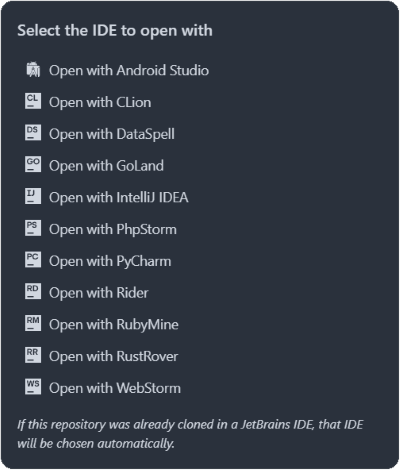 Select the IDE to open with
Open with Android Studio
CL Open with CLion
DS Open with DataSpell
GO Open with GoLand
IJ Open with IntelliJ IDEA
PS Open with PhpStorm
PC Open with PyCharm
RD Open with Rider
RM Open with RubyMine
RR Open with RustRover
WS Open with WebStorm
If this repository was already cloned in a JetBrains IDE, that IDE
will be chosen automatically.